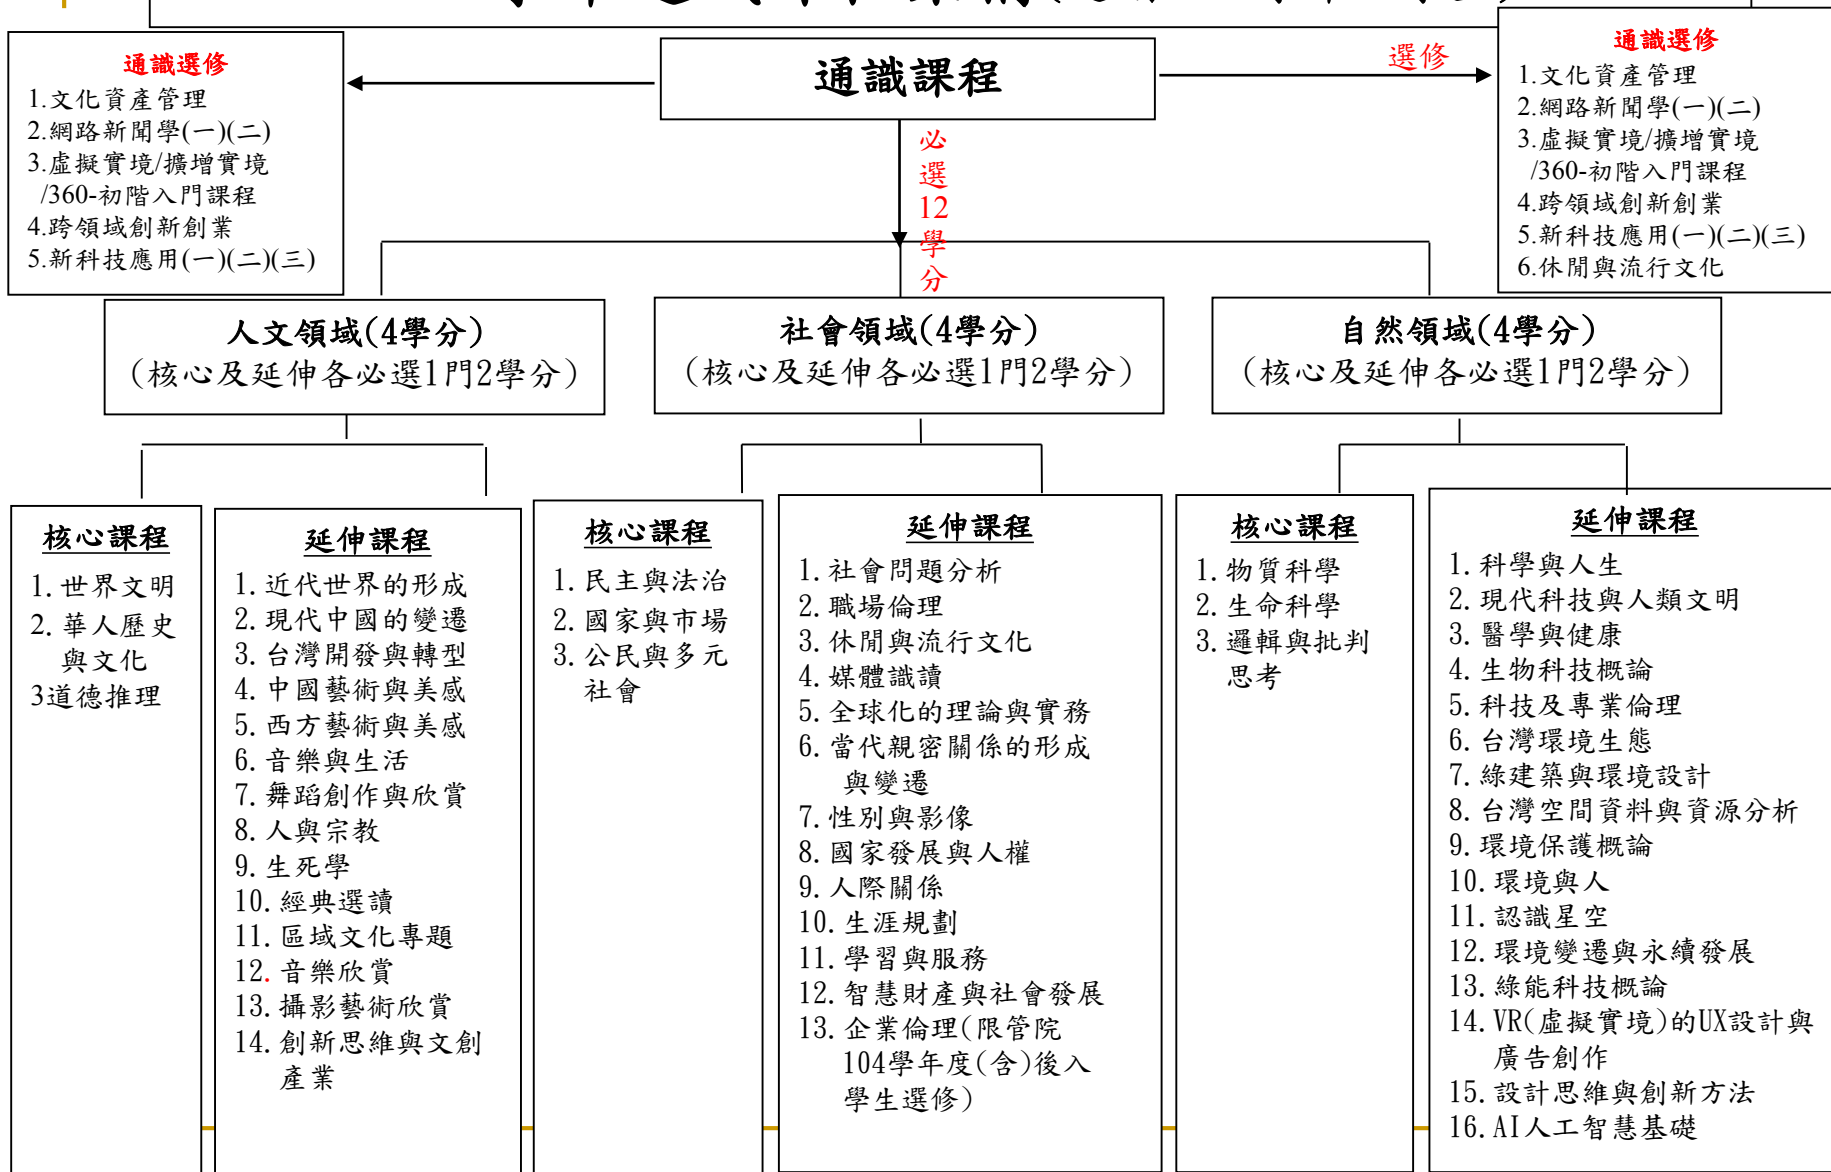 通識選修
1.文化資產管理
2.網路新聞學(一)(二)
3.虛擬實境/擴增實境
/360-初階入門課程
4.跨領域創新創業
5.新科技應用(一)(二)(三)
通識課程
選修
通識選修
1.文化資產管理
2.網路新聞學(一)(二)
3.虛擬實境/擴增實境
/360-初階入門課程
4.跨領域創新創業
5.新科技應用(一)(二)(三)
6.休閒與流行文化
必
選
12
學
分
人文領域(4學分)
(核心及延伸各必選1門2學分)
社會領域(4學分)
(核心及延伸各必選1門2學分)
自然領域(4學分)
(核心及延伸各必選1門2學分)
核心課程
1.世界文明
2.華人歷史
與文化
3道德推理
延伸課程
1.近代世界的形成
2.現代中國的變遷
3.台灣開發與轉型
4.中國藝術與美感
5.西方藝術與美感
6.音樂與生活
7.舞蹈創作與欣賞
8.人與宗教
9.生死學
10.經典選讀
11.區域文化專題
12.音樂欣賞
13.攝影藝術欣賞
14.創新思維與文創
產業
核心課程
1.民主與法治
2.國家與市場
3.公民與多元
社會
延伸課程
1.社會問題分析
2.職場倫理
3.休閒與流行文化
4.媒體識讀
5.全球化的理論與實務
6.當代親密關係的形成
與變遷
7.性別與影像
8.國家發展與人權
9.人際關係
10.生涯規劃
11.學習與服務
12.智慧財產與社會發展
13.企業倫理(限管院
104學年度(含)後入
學生選修)
核心課程
1.物質科學
2.生命科學
3.邏輯與批判
思考
延伸課程
1.科學與人生
2.現代科技與人類文明
3.醫學與健康
4.生物科技概論
5.科技及專業倫理
6.台灣環境生態
7.綠建築與環境設計
8.台灣空間資料與資源分析
9.環境保護概論
10.環境與人
11.認識星空
12.環境變遷與永續發展
13.綠能科技概論
14.VR(虛擬實境)的UX設計與
廣告創作
15.設計思維與創新方法
16.AI人工智慧基礎